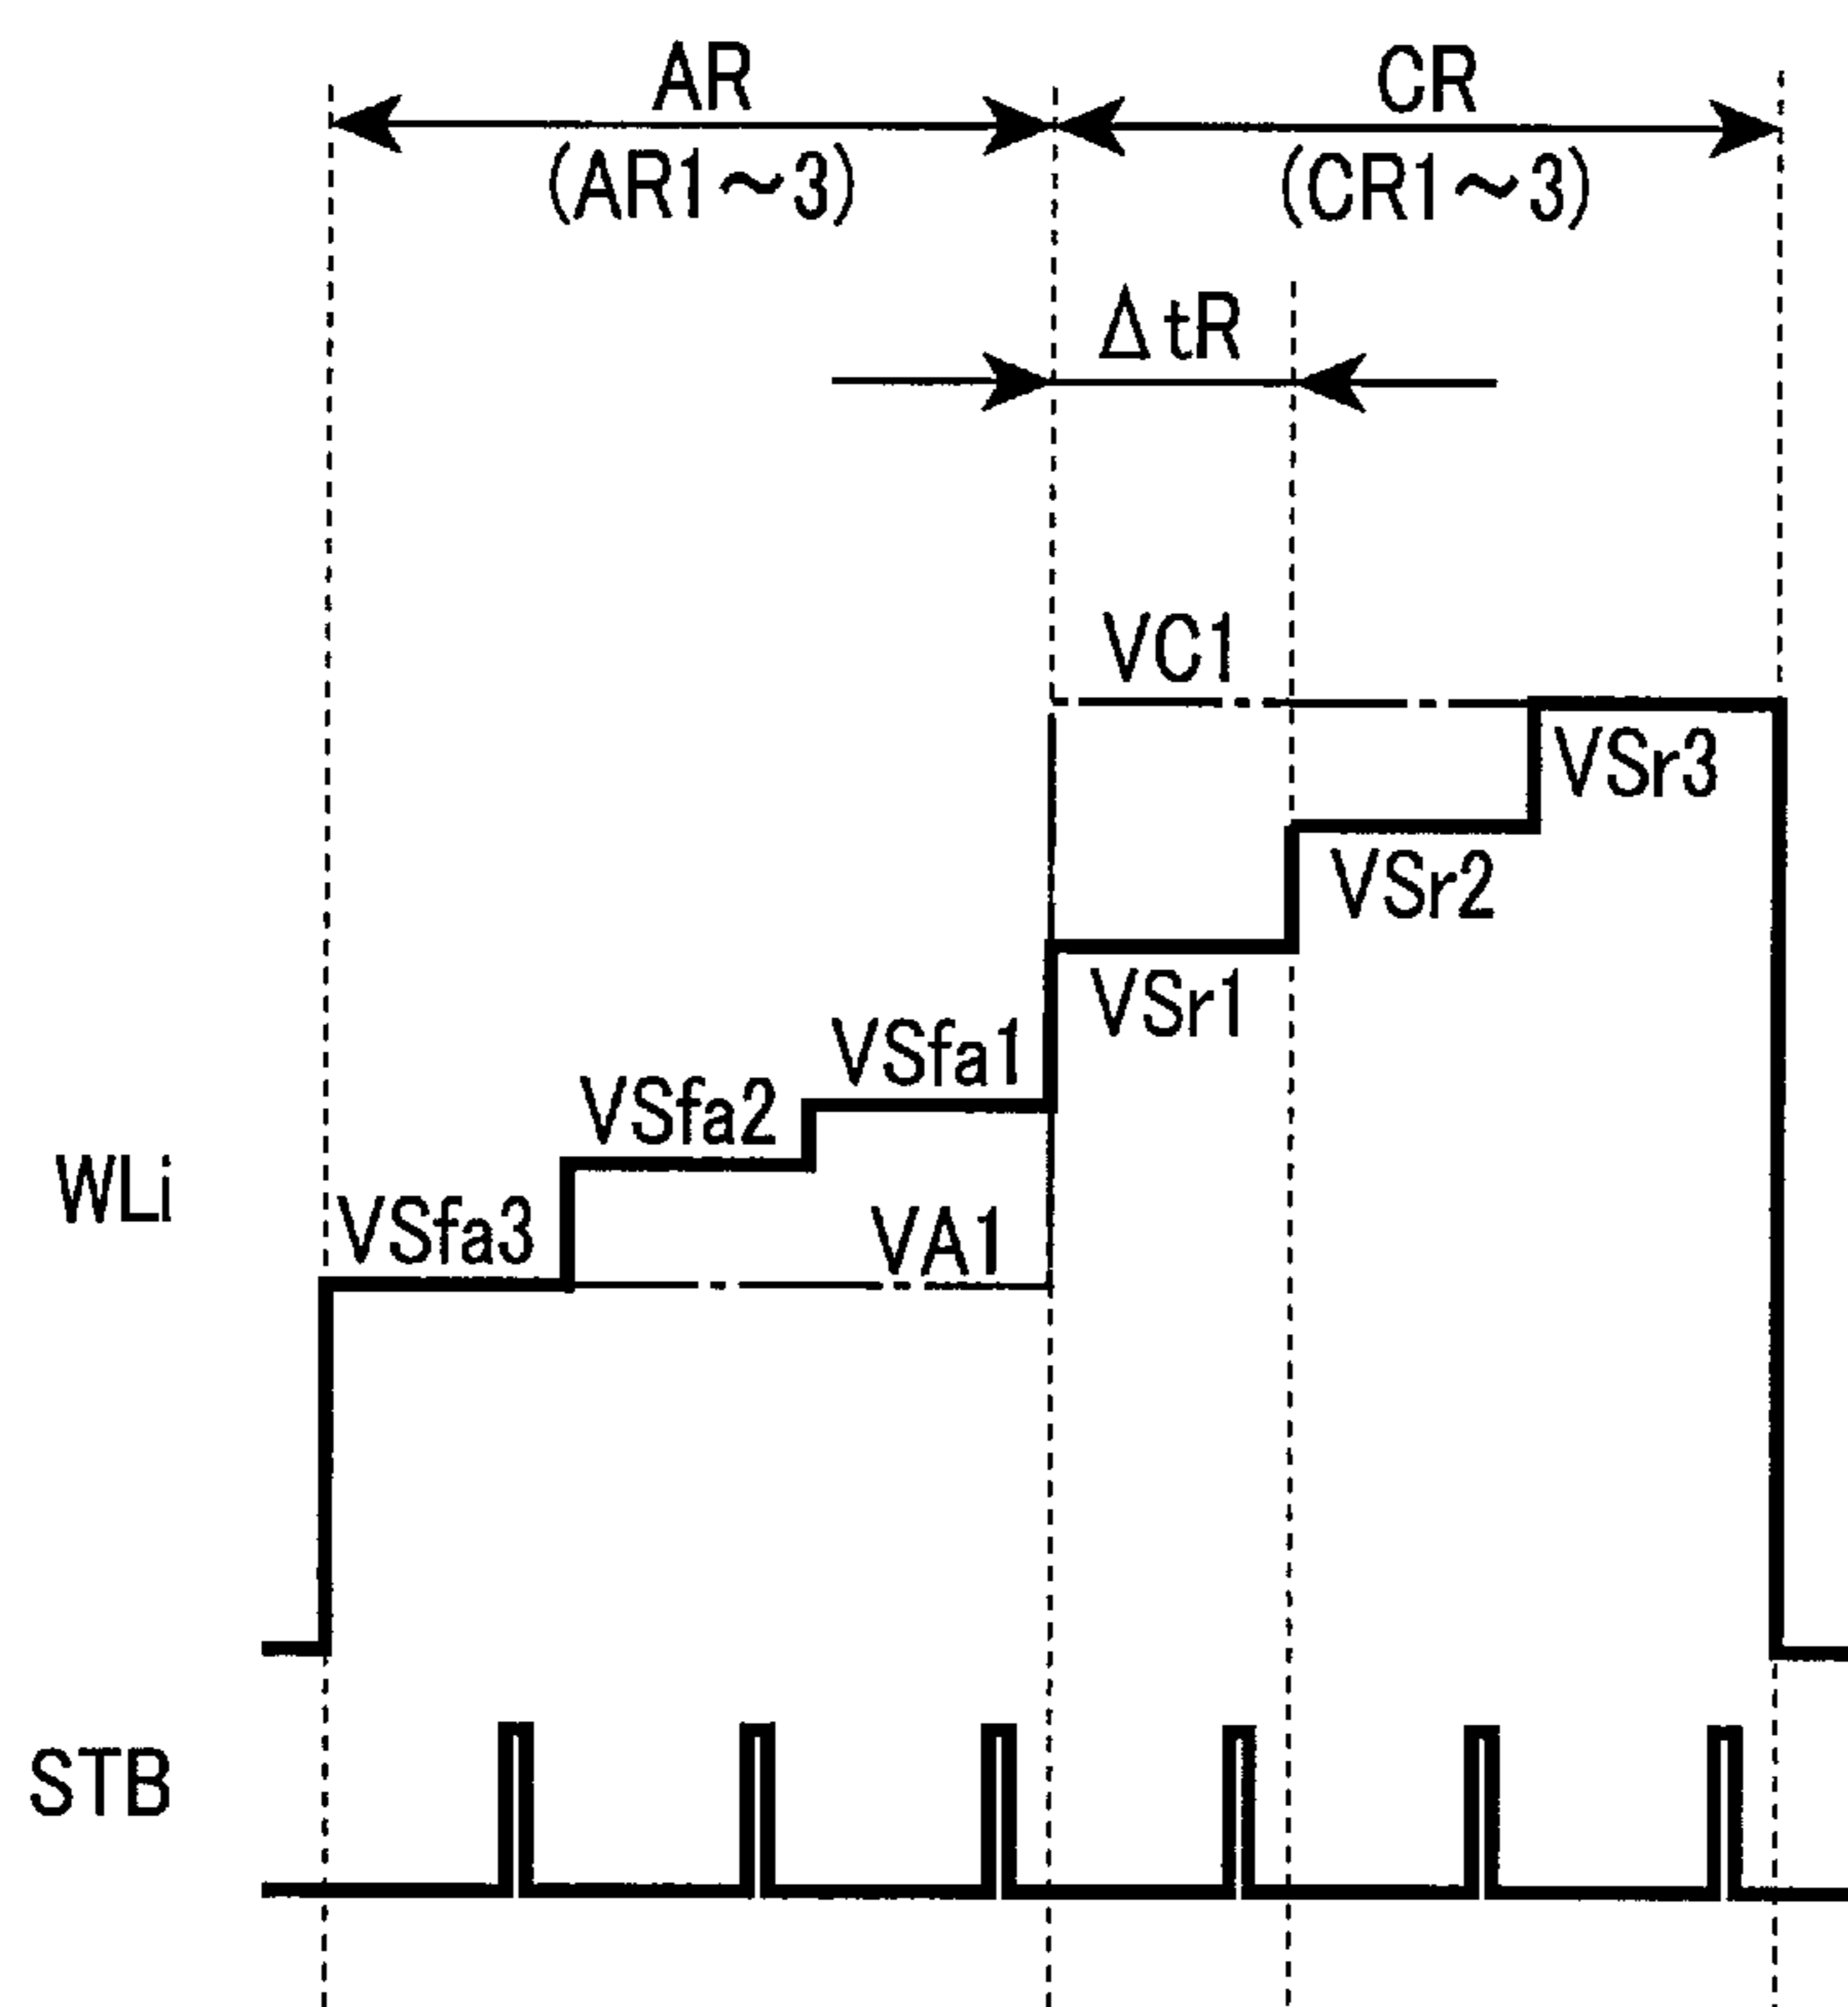 AR
CR
(AR1～3)
(CR1～3)
ΔtR
VC1
VSr3
VSr2
VSr1
VSfa1
VSfa2
WLi
VSfa3
VA1
STB